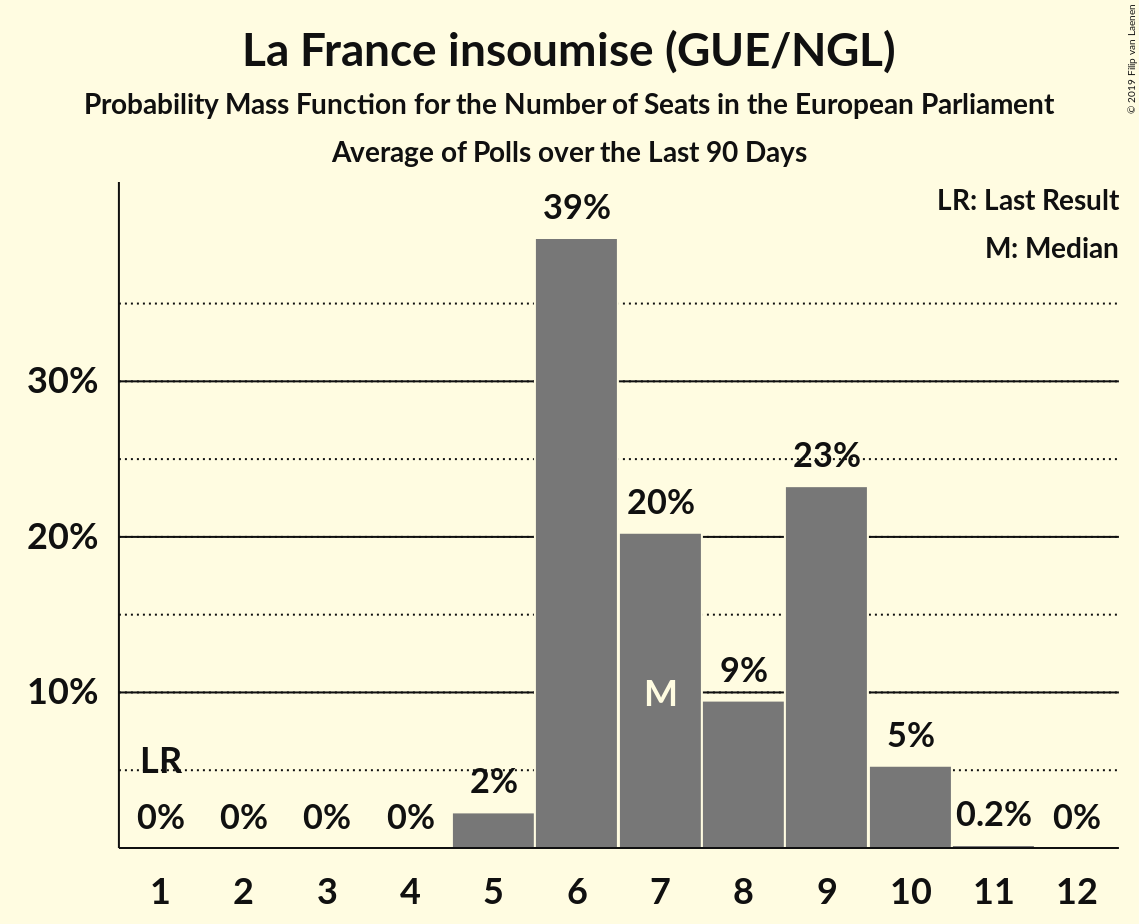 La France insoumise (GUE/NGL)
Probability Mass Function for the Number of Seats in the European Parliament
Average of Polls over the Last 90 Days
© 2019 Filip van Laenen
LR: Last Result
M: Median
39%
30%
23%
20%
20%
M
9%
10%
LR
5%
2%
0%
0%
0%
0%
0.2%
0%
1 2 3 4 5 6 7 8 9 10 11 12